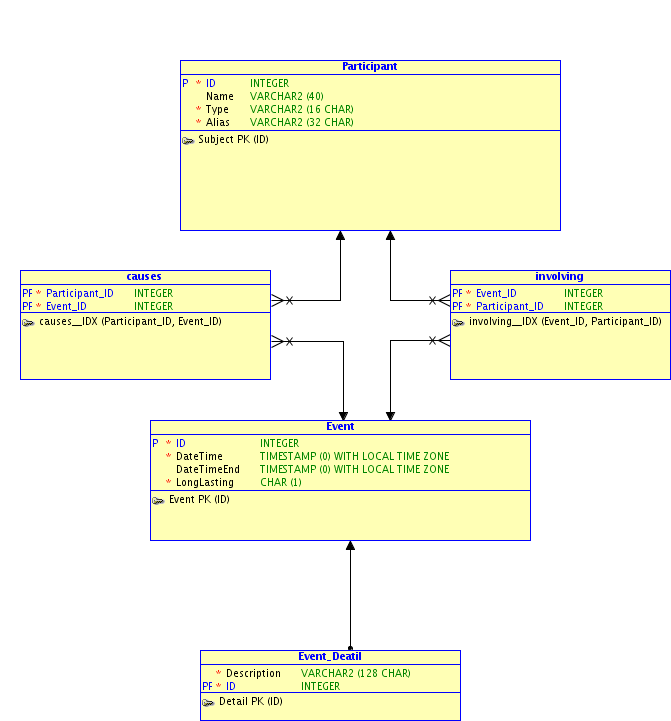 Participant
P * ID INTEGER
Name VARCHAR2 (40)
* Type VARCHAR2 (16 CHAR)
* Alias VARCHAR2 (32 CHAR)
Subject PK (ID)
causes
PF * Participant_ID INTEGER
PF * Event_ID INTEGER
causes__IDX (Participant_ID, Event_ID)
involving
PF * Event_ID INTEGER
PF * Participant_ID INTEGER
involving__IDX (Event_ID, Participant_ID)
Event
P * ID INTEGER
* DateTime TIMESTAMP (0) WITH LOCAL TIME ZONE
DateTimeEnd TIMESTAMP (0) WITH LOCAL TIME ZONE
* LongLasting CHAR (1)
Event PK (ID)
Event_Deatil
* Description VARCHAR2 (128 CHAR)
PF * ID INTEGER
Detail PK (ID)